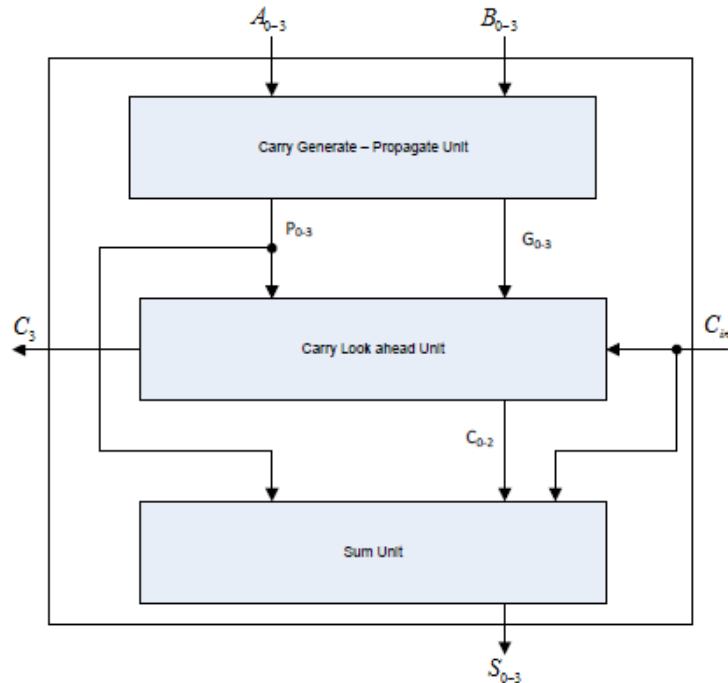 A₀₋₃ B₀₋₃
Carry Generate – Propagate Unit
P₀₋₃
G₀₋₃
C₃
Carry Look ahead Unit
Cᵢₙ
C₀₋₂
Sum Unit
S₀₋₃